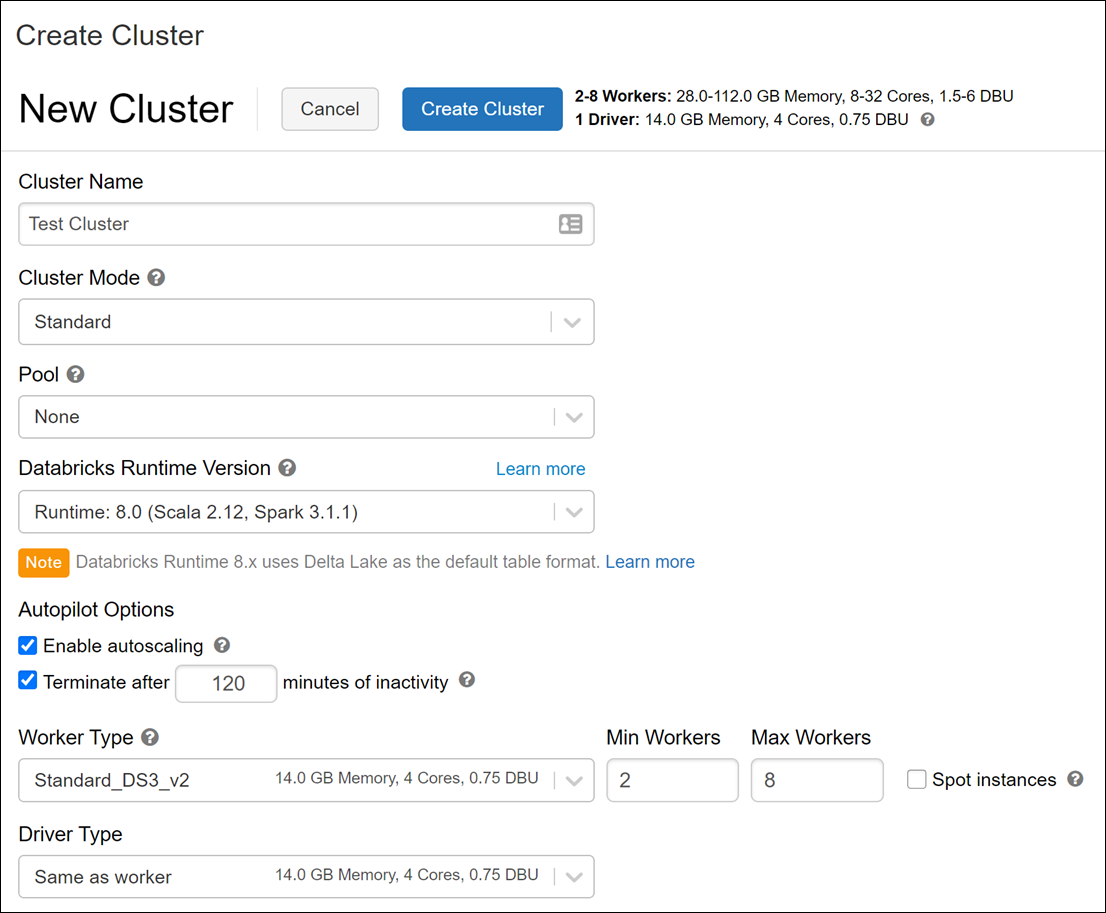 Create Cluster
New Cluster
Cancel
Create Cluster
2-8 Workers: 28.0-112.0 GB Memory, 8-32 Cores, 1.5-6 DBU
1 Driver: 14.0 GB Memory, 4 Cores, 0.75 DBU ?
Cluster Name
Test Cluster
Cluster Mode ?
Standard
Pool ?
None
Databricks Runtime Version ? Learn more
Runtime: 8.0 (Scala 2.12, Spark 3.1.1)
Note Databricks Runtime 8.x uses Delta Lake as the default table format. Learn more
Autopilot Options
Enable autoscaling ?
Terminate after 120 minutes of inactivity ?
Worker Type ? Min Workers Max Workers
Standard_DS3_v2 14.0 GB Memory, 4 Cores, 0.75 DBU 2 8 Spot instances ?
Driver Type
Same as worker 14.0 GB Memory, 4 Cores, 0.75 DBU